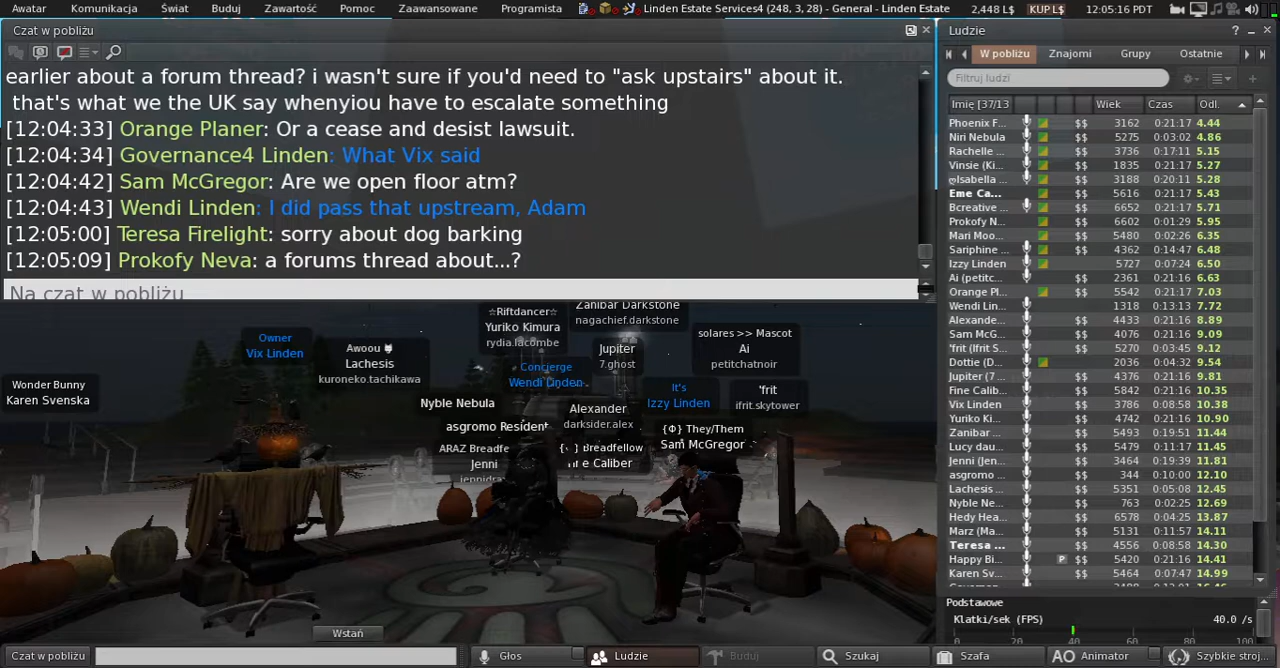 Awatar Komunikacja Świat Buduj Zawartość Pomoc Zaawansowane Programista Linden Estate Services4 (248, 3, 28) - General - Linden Estate 2,448 L$ KUP L$ 12:05:16 PDT
Czat w pobliżu
earlier about a forum thread? i wasn't sure if you'd need to "ask upstairs" about it.
that's what we the UK say whenyiou have to escalate something
[12:04:33] Orange Planer: Or a cease and desist lawsuit.
[12:04:34] Governance4 Linden: What Vix said
[12:04:42] Sam McGregor: Are we open floor atm?
[12:04:43] Wendi Linden: I did pass that upstream, Adam
[12:05:00] Teresa Firelight: sorry about dog barking
[12:05:09] Prokofy Neva: a forums thread about...?
Na czat w pobliżu
Owner
Vix Linden
Wonder Bunny
Karen Svenska
Awoou
Lachesis
kuroneko.tachikawa
☆Riftdancer☆
Yuriko Kimura
rydia.lacombe
Zanibar Darkstone
nagachief.darkstone
Jupiter
7.ghost
solares >> Mascot
Ai
petitchatnoir
Concierge
Wendi Linden
It's
Izzy Linden
'frit
ifrit.skytower
Nyble Nebula
Alexander
darksider.alex
asgromo Resident
They/Them
Sam McGregor
ARAZ Breadfe
Jenni
Breadfellow
Caliber
Wstań
Ludzie
W pobliżu Znajomi Grupy Ostatnie
Filtruj ludzi
Imię [37/13 Wiek Czas Odl.
Phoenix F... $$ 3162 0:21:17 4.44
Niri Nebula $$ 5275 0:03:02 4.86
Rachelle ... $$ 3736 0:17:11 5.15
Vinsie (Ki... $$ 1835 0:21:17 5.27
ღIsabella ... $$ 3188 0:20:11 5.28
Eme Ca... $$ 5616 0:21:17 5.43
Bcreative ... $$ 6652 0:21:17 5.71
Prokofy N... $$ 6602 0:01:29 5.95
Mari Moo... $$ 5480 0:02:26 6.35
Sariphine ... $$ 4362 0:14:47 6.48
Izzy Linden 5727 0:07:24 6.50
Ai (petitc... $$ 2361 0:21:16 6.63
Orange Pl... $$ 5542 0:21:17 7.03
Wendi Lin... 1318 0:13:13 7.72
Alexande... $$ 4433 0:21:16 8.89
Sam McG... $$ 4076 0:21:16 9.09
'frit (Ifrit S... $$ 5270 0:03:45 9.12
Dottie (D... $$ 2036 0:04:32 9.54
Jupiter (7 ... $$ 4376 0:21:16 9.81
Fine Calib... $$ 5842 0:21:16 10.35
Vix Linden $$ 3786 0:08:58 10.38
Yuriko Ki... $$ 4742 0:21:16 10.90
Zanibar ... $$ 5493 0:19:51 11.44
Lucy dau... $$ 5479 0:11:17 11.45
Jenni (Jen... $$ 3464 0:19:39 11.81
asgromo ... $$ 344 0:10:00 12.10
Lachesis ... $$ 5351 0:05:08 12.45
Nyble Ne... $$ 763 0:02:25 12.69
Hedy Hea... $$ 6578 0:04:25 13.87
Marz (Ma... $$ 5131 0:11:57 14.11
Teresa ... $$ 4556 0:08:58 14.30
Happy Bi... P $$ 5420 0:21:16 14.41
Karen Sv... $$ 5464 0:07:47 14.99
Podstawowe
Klatki/sek (FPS) 40.0 /s
0 20 40 60 80 100
Czat w pobliżu Głos Ludzie Buduj Szukaj Szafa AO Animator Szybkie stroj...